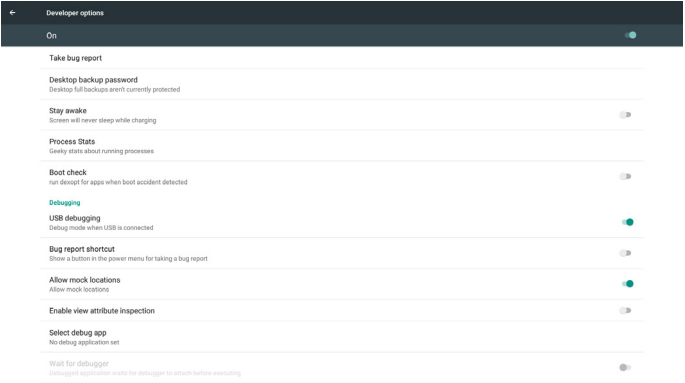 Developer options
On
Take bug report
Desktop backup password
Desktop full backups aren't currently protected
Stay awake
Screen will never sleep while charging
Process Stats
Geeky stats about running processes
Boot check
run dexopt for apps when boot accident detected
Debugging
USB debugging
Debug mode when USB is connected
Bug report shortcut
Show a button in the power menu for taking a bug report
Allow mock locations
Allow mock locations
Enable view attribute inspection
Select debug app
No debug application set
Wait for debugger
Debugged application waits for debugger to attach before executing